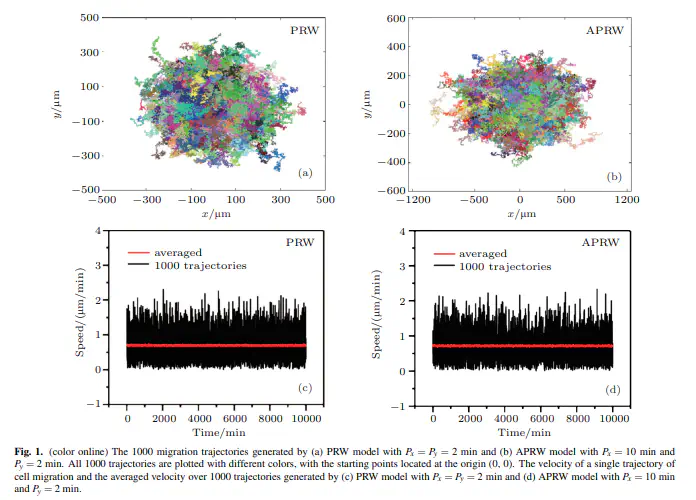 500
300
100
−100
−300
−500
y/μm
PRW
(a)
−500
−300
−100
100
300
500
x/μm
600
400
200
0
−200
−400
−600
y/μm
APRW
(b)
−1200
−500
0
500
1200
x/μm
4
3
2
1
0
−1
Speed/(μm/min)
PRW
averaged
1000 trajectories
(c)
0
2000
4000
6000
8000
10000
Time/min
4
3
2
1
0
−1
Speed/(μm/min)
APRW
averaged
1000 trajectories
(d)
0
2000
4000
6000
8000
10000
Time/min
Fig. 1. (color online) The 1000 migration trajectories generated by (a) PRW model with Px = Py = 2 min and (b) APRW model with Px = 10 min and
Py = 2 min. All 1000 trajectories are plotted with different colors, with the starting points located at the origin (0, 0). The velocity of a single trajectory of
cell migration and the averaged velocity over 1000 trajectories generated by (c) PRW model with Px = Py = 2 min and (d) APRW model with Px = 10 min
and Py = 2 min.